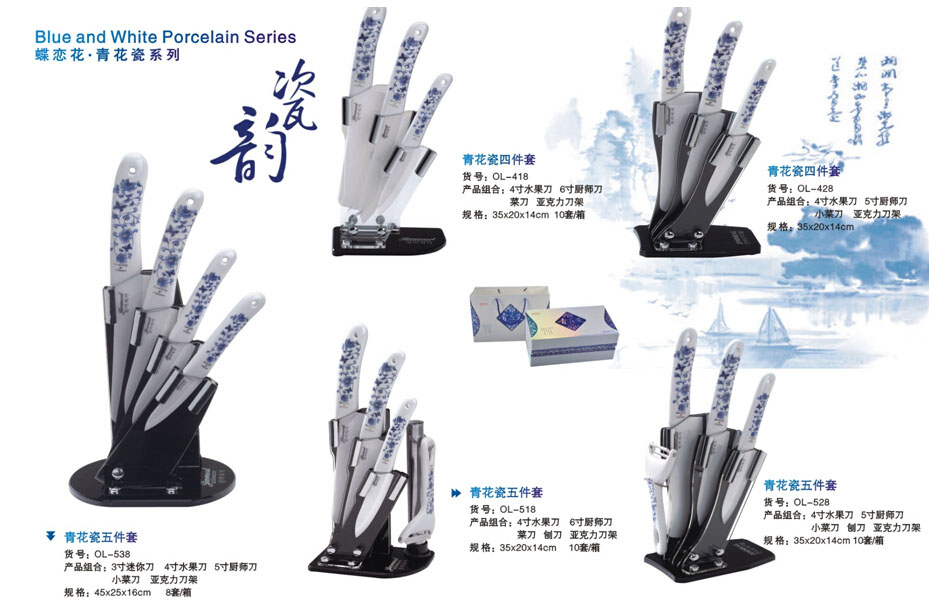 Blue and White Porcelain Series
蝶恋花·青花瓷系列
瓷韵
青花瓷四件套
货号：OL-418
产品组合：4寸水果刀 6寸厨师刀
菜刀 亚克力刀架
规格：35x20x14cm 10套/箱
青花瓷四件套
货号：OL-428
产品组合：4寸水果刀 5寸厨师刀
小菜刀 亚克力刀架
规格：35x20x14cm
青花瓷五件套
货号：OL-538
产品组合：3寸迷你刀 4寸水果刀 5寸厨师刀
小菜刀 亚克力刀架
规格：45x25x16cm 8套/箱
青花瓷五件套
货号：OL-518
产品组合：4寸水果刀 6寸厨师刀
菜刀 刨刀 亚克力刀架
规格：35x20x14cm 10套/箱
青花瓷五件套
货号：OL-528
产品组合：4寸水果刀 5寸厨师刀
小菜刀 刨刀 亚克力刀架
规格：35x20x14cm 10套/箱